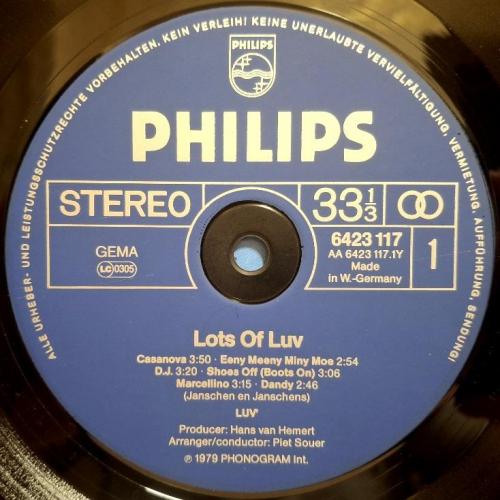 ALLE URHEBER- UND LEISTUNGSSCHUTZRECHTE VORBEHALTEN. KEIN VERLEIH! KEINE UNERLAUBTE VERVIELFÄLTIGUNG, VERMIETUNG, AUFFÜHRUNG, SENDUNG!
PHILIPS
PHILIPS
STEREO
33 1/3
GEMA
LC 0305
6423 117
AA 6423 117.1Y
Made
in W.-Germany
1
Lots Of Luv
Casanova 3:50 · Eeny Meeny Miny Moe 2:54
D.J. 3:20 · Shoes Off (Boots On) 3:06
Marcellino 3:15 · Dandy 2:46
(Janschen en Janschens)
LUV'
Producer: Hans van Hemert
Arranger/conductor: Piet Souer
℗ 1979 PHONOGRAM Int.